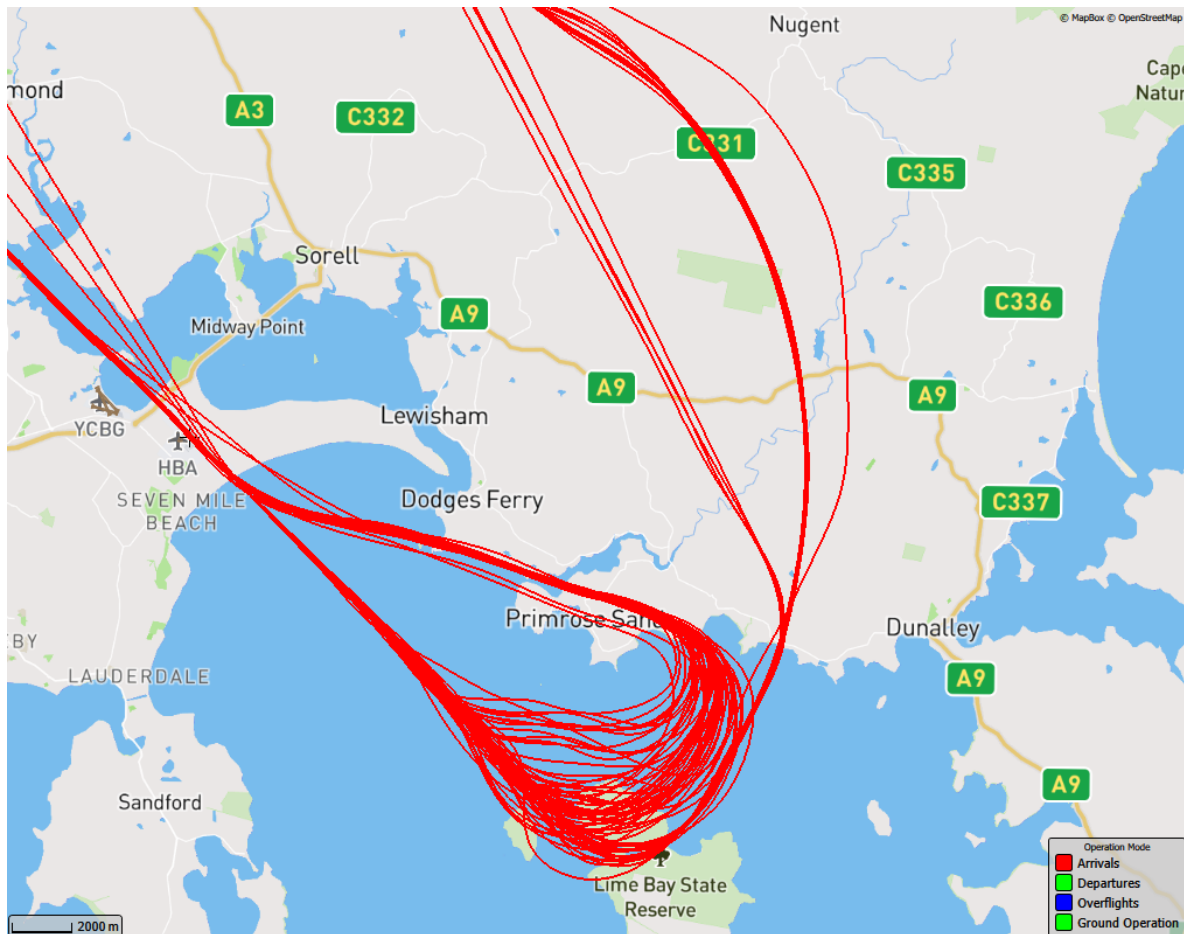 © MapBox © OpenStreetMap
Nugent
Cape
Natur
mond
A3
C332
C331
C335
Sorell
C336
Midway Point
A9
A9
A9
Lewisham
YCBG
HBA
Dodges Ferry
SEVEN MILE
BEACH
C337
Primrose Sand
Dunalley
BY
LAUDERDALE
A9
A9
Sandford
Lime Bay State
Reserve
Operation Mode
Arrivals
Departures
Overflights
Ground Operation
2000 m